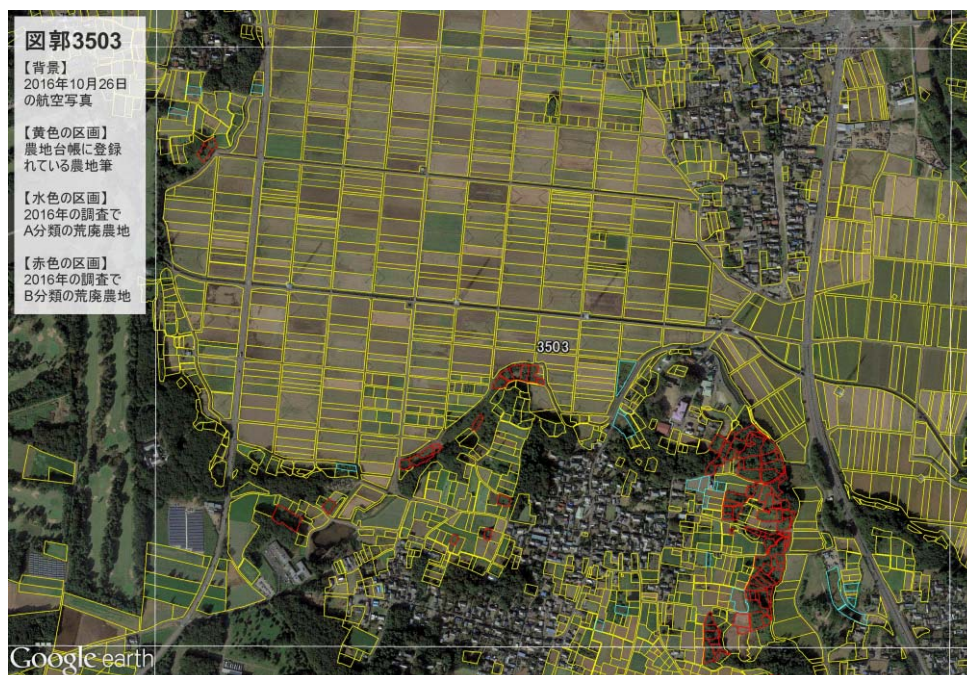 図郭3503
【背景】
2016年10月26日
の航空写真
【黄色の区画】
農地台帳に登録
れている農地筆
【水色の区画】
2016年の調査で
A分類の荒廃農地
【赤色の区画】
2016年の調査で
B分類の荒廃農地
3503
Google earth